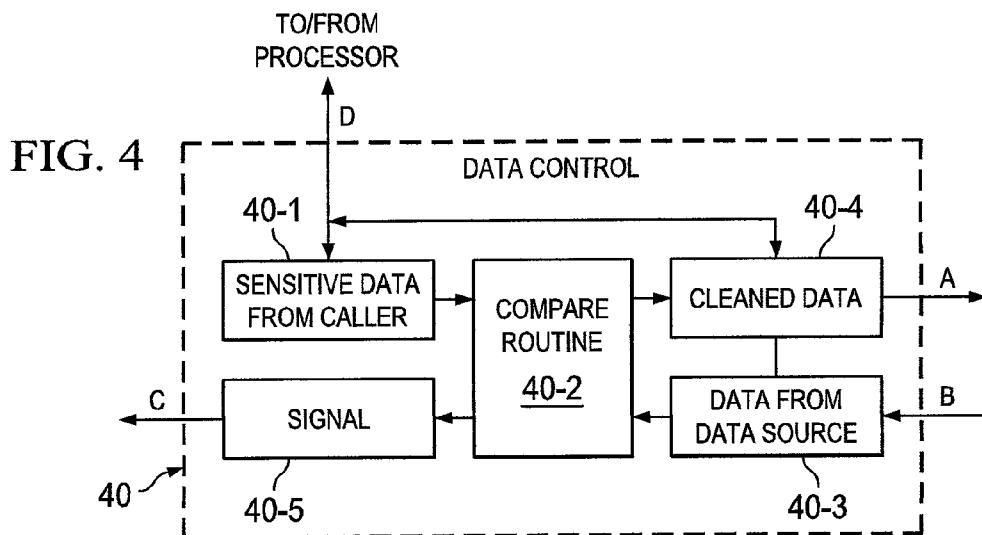 TO/FROM
PROCESSOR
D
FIG. 4
DATA CONTROL
40-1
40-4
SENSITIVE DATA
FROM CALLER
COMPARE
ROUTINE
40-2
CLEANED DATA
A
C
SIGNAL
DATA FROM
DATA SOURCE
B
40
40-5
40-3